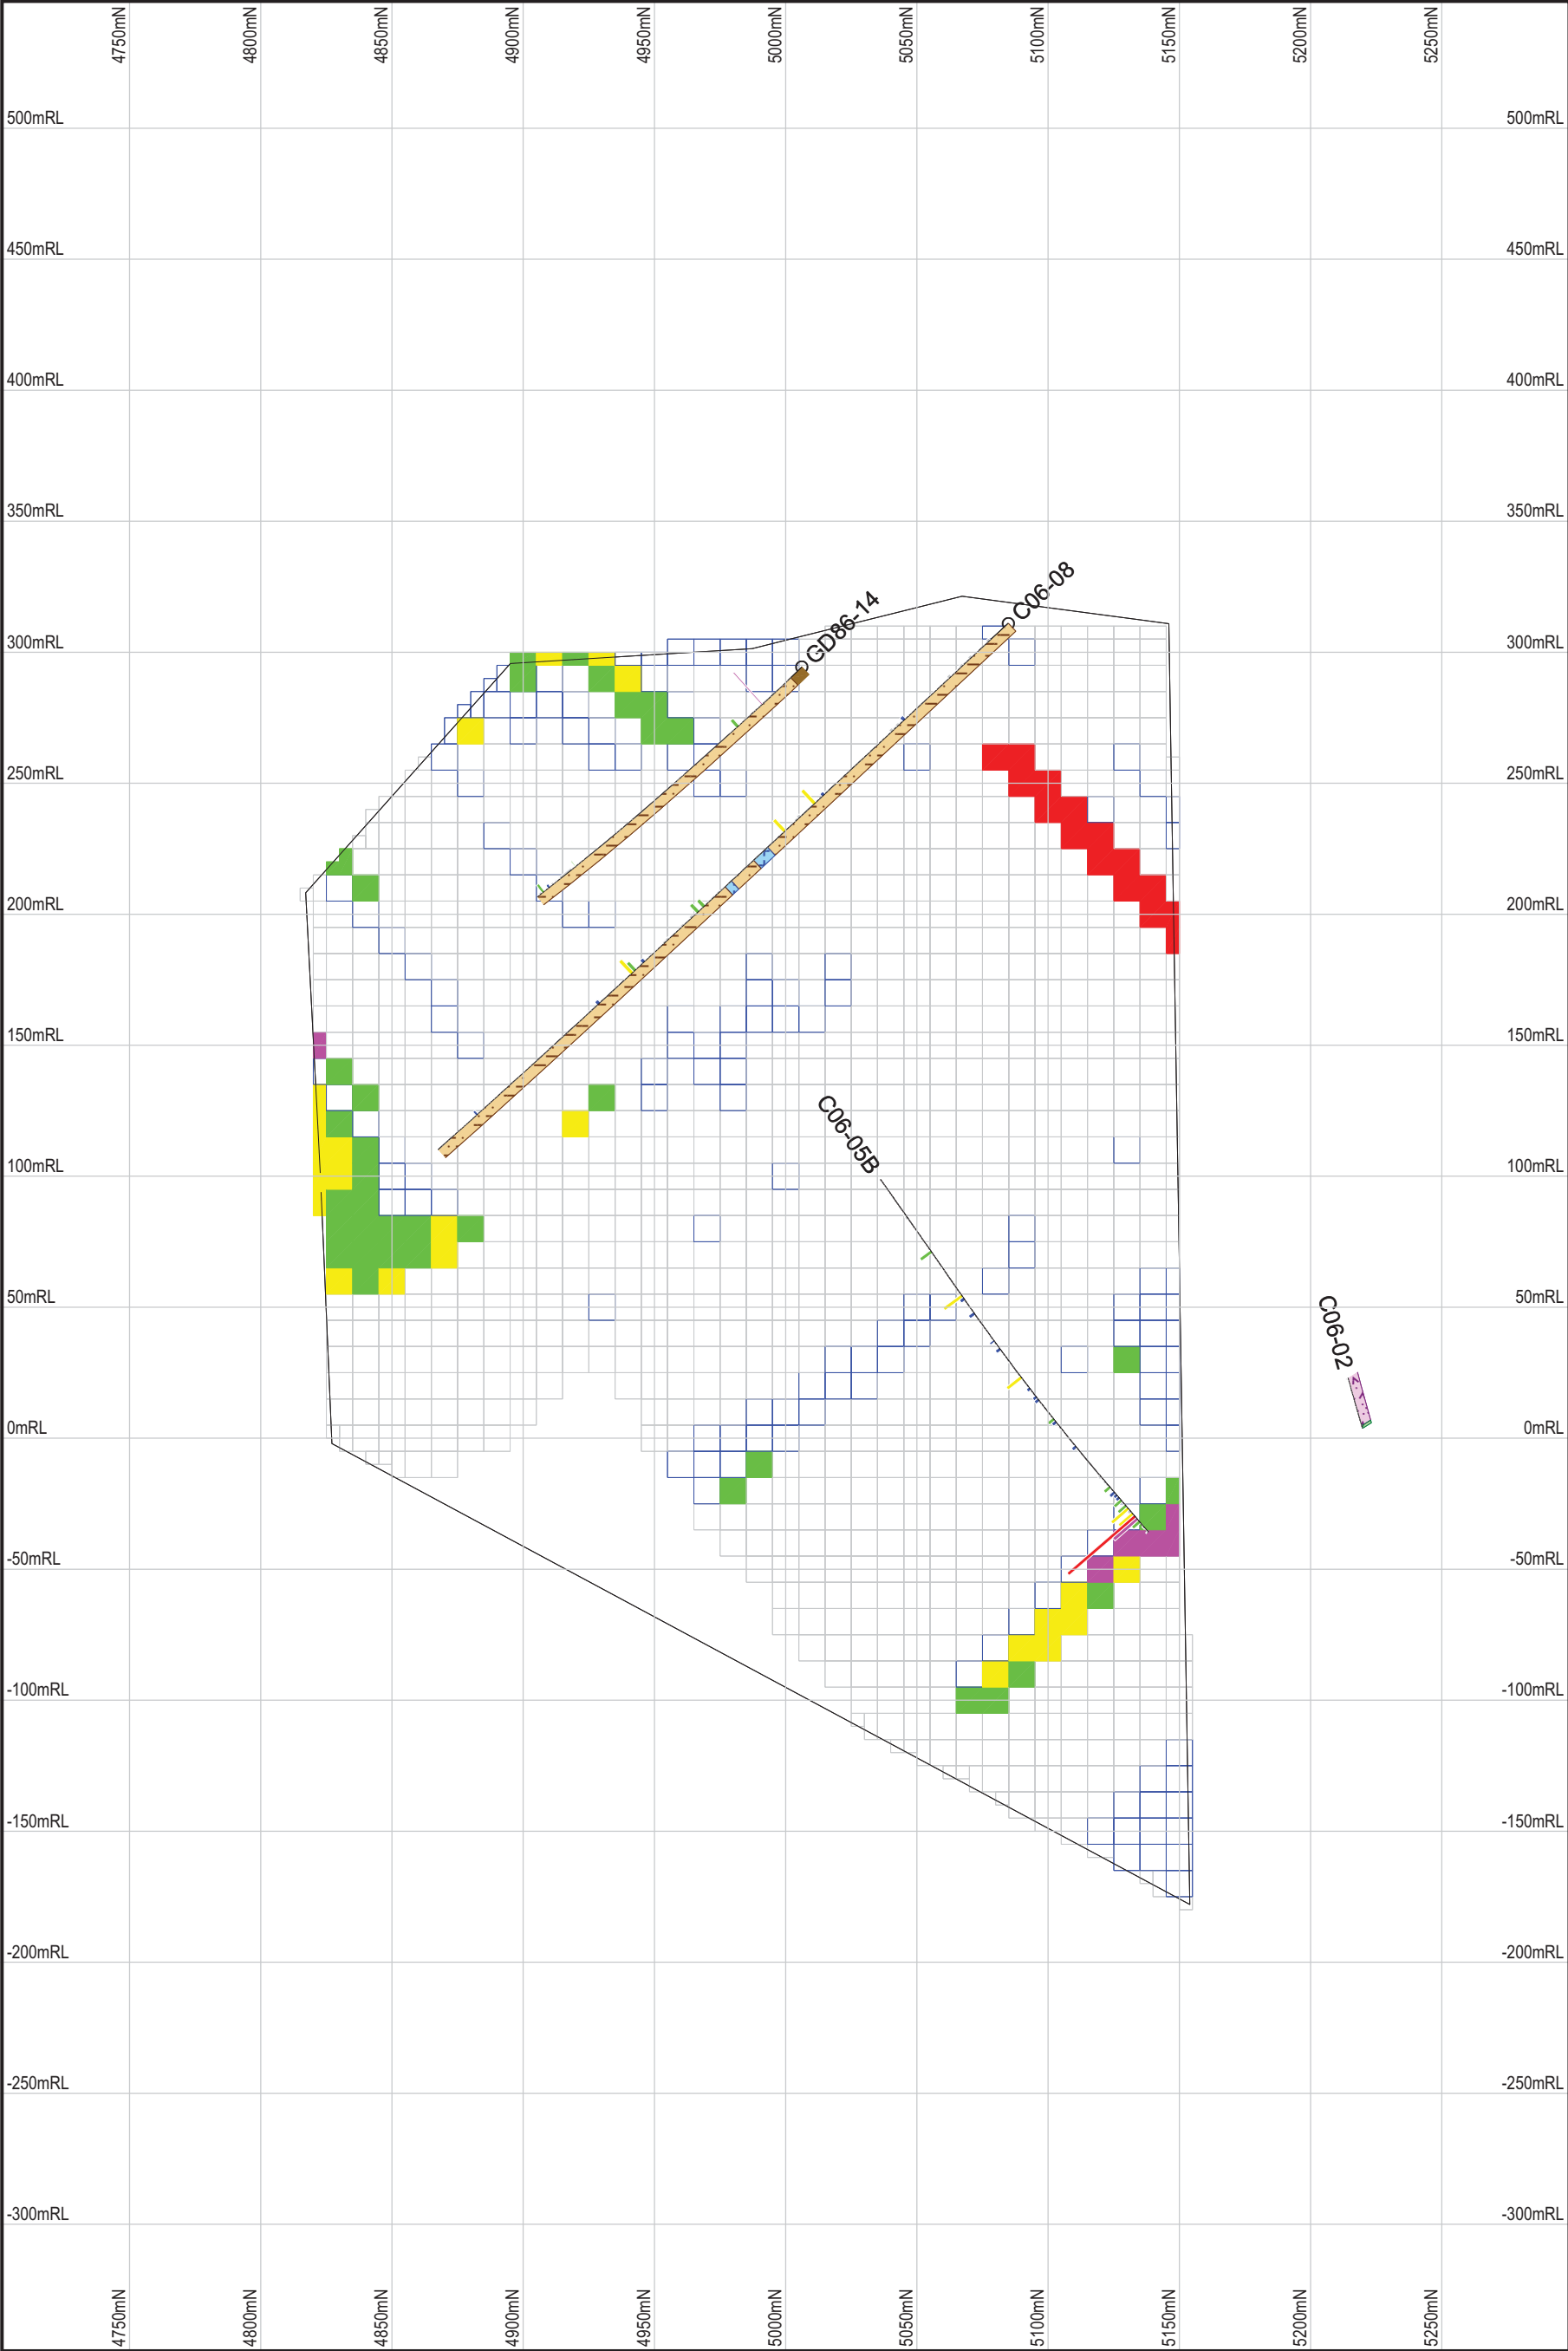 4750mN
4800mN
4850mN
4900mN
4950mN
5000mN
5050mN
5100mN
5150mN
5200mN
5250mN
500mRL 500mRL
450mRL 450mRL
400mRL 400mRL
350mRL 350mRL
C06-08
GD86-14
300mRL 300mRL
250mRL 250mRL
200mRL 200mRL
150mRL 150mRL
C06-05B
100mRL 100mRL
50mRL 50mRL
C06-02
0mRL 0mRL
-50mRL -50mRL
-100mRL -100mRL
-150mRL -150mRL
-200mRL -200mRL
-250mRL -250mRL
-300mRL -300mRL
4750mN
4800mN
4850mN
4900mN
4950mN
5000mN
5050mN
5100mN
5150mN
5200mN
5250mN